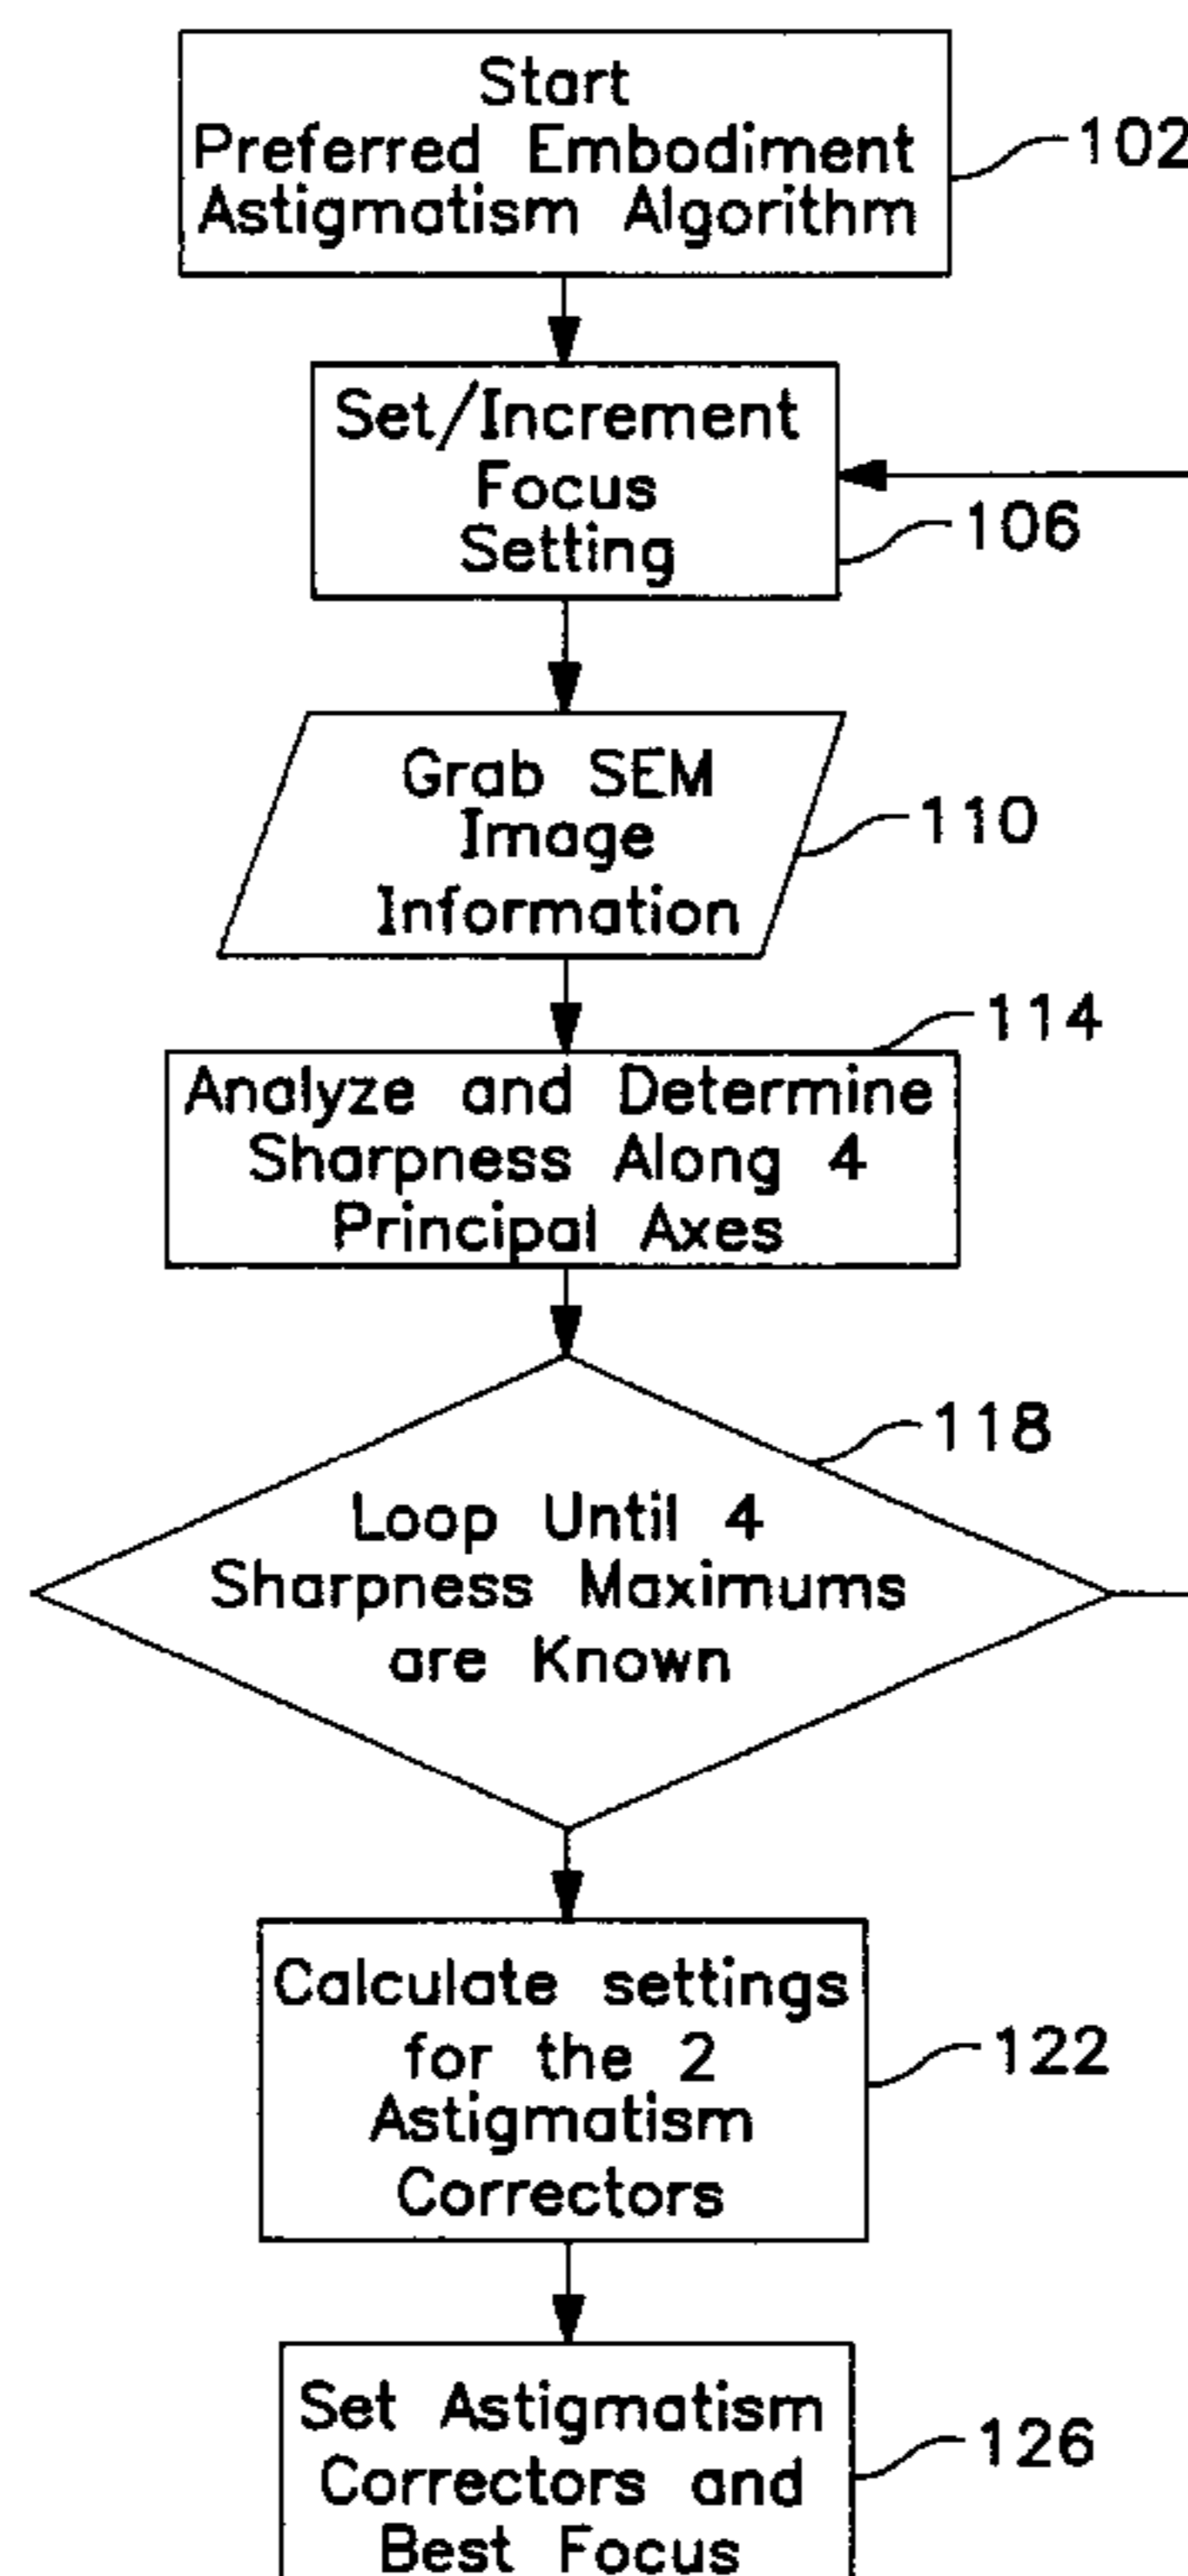 Start
Preferred Embodiment
Astigmatism Algorithm
102
Set/Increment
Focus
Setting
106
Grab SEM
Image
Information
110
114
Analyze and Determine
Sharpness Along 4
Principal Axes
118
Loop Until 4
Sharpness Maximums
are Known
Calculate settings
for the 2
Astigmatism
Correctors
122
Set Astigmatism
Correctors and
Best Focus
126